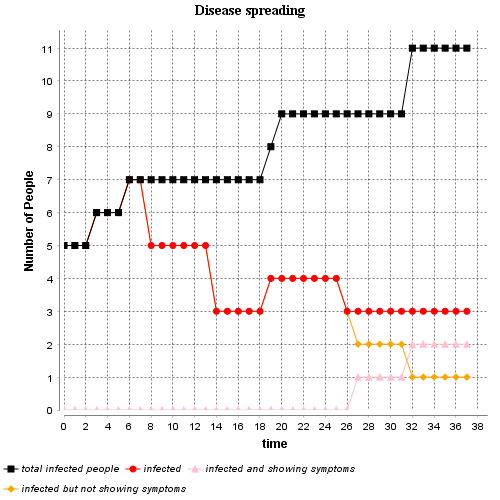 Disease spreading
11
10
9
8
7
6
5
4
3
2
1
0
Number of People
0 2 4 6 8 10 12 14 16 18 20 22 24 26 28 30 32 34 36 38
time
total infected people infected infected and showing symptoms
infected but not showing symptoms